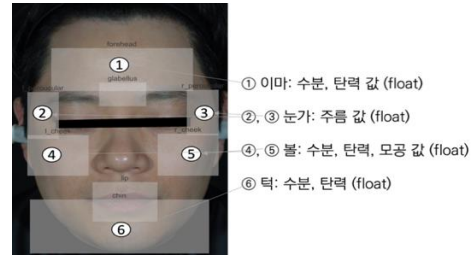 forehead
①
glabellus
②
③
l_cheek
r_cheek
④
⑤
lip
chin
⑥
① 이마: 수분, 탄력 값 (float)
②, ③ 눈가: 주름 값 (float)
④, ⑤ 볼: 수분, 탄력, 모공 값 (float)
⑥ 턱: 수분, 탄력 (float)